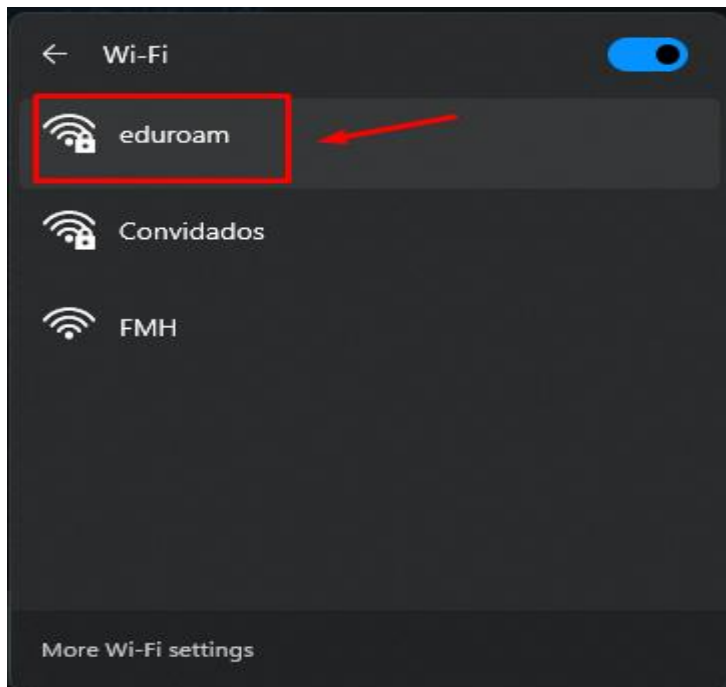 Wi-Fi
eduroam
Convidados
FMH
More Wi-Fi settings